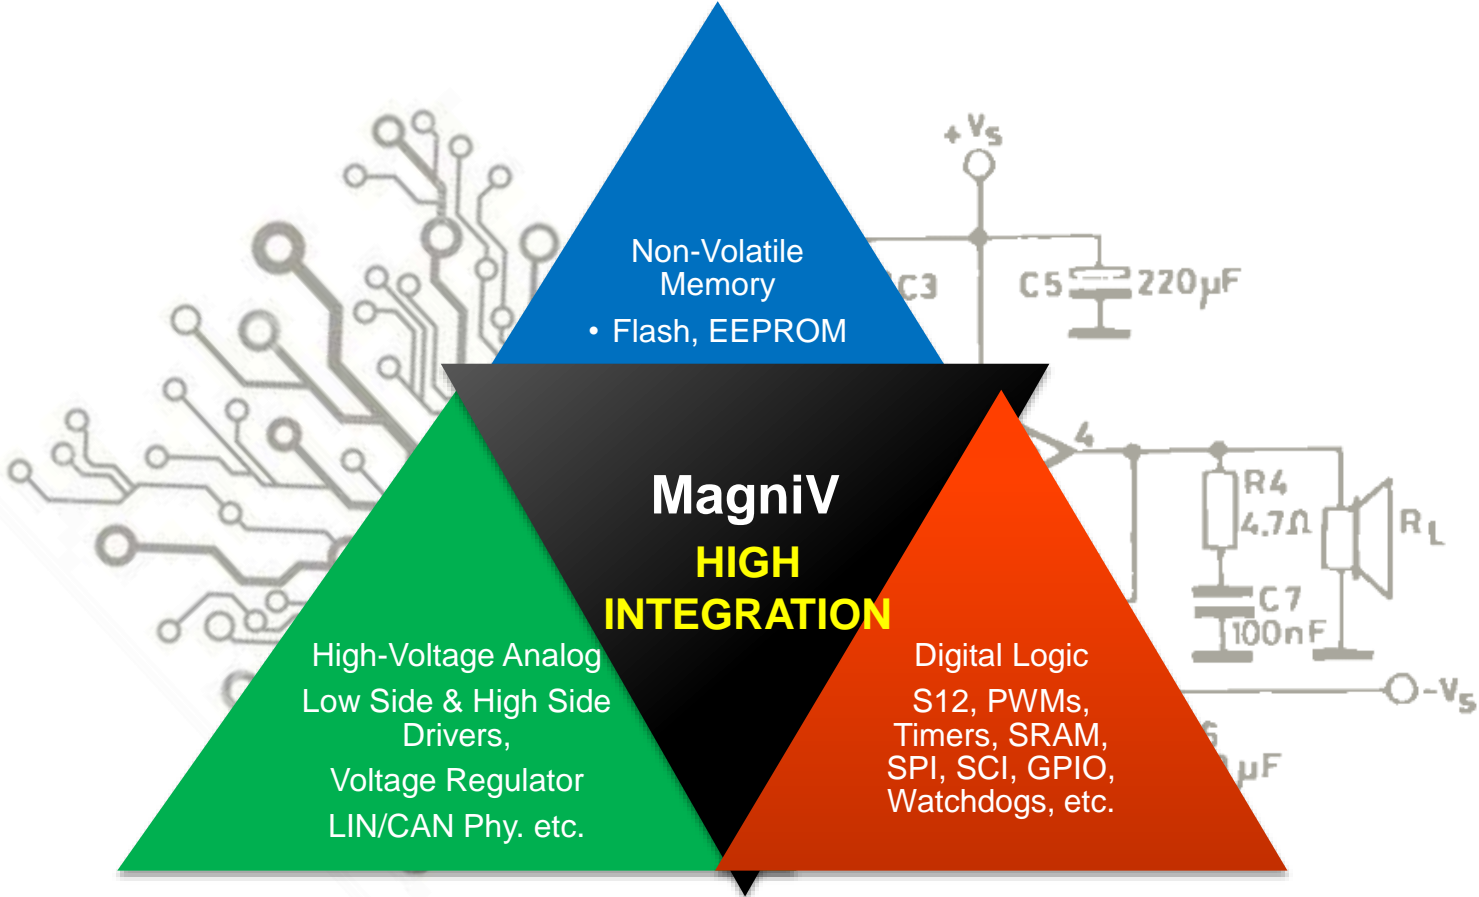 Non-Volatile
Memory
• Flash, EEPROM
MagniV
HIGH
INTEGRATION
High-Voltage Analog
Low Side & High Side
Drivers,
Voltage Regulator
LIN/CAN Phy. etc.
Digital Logic
S12, PWMs,
Timers, SRAM,
SPI, SCI, GPIO,
Watchdogs, etc.
+Vs
C3
C5
220µF
4
R4
4.7Ω
RL
C7
100nF
-Vs
µF